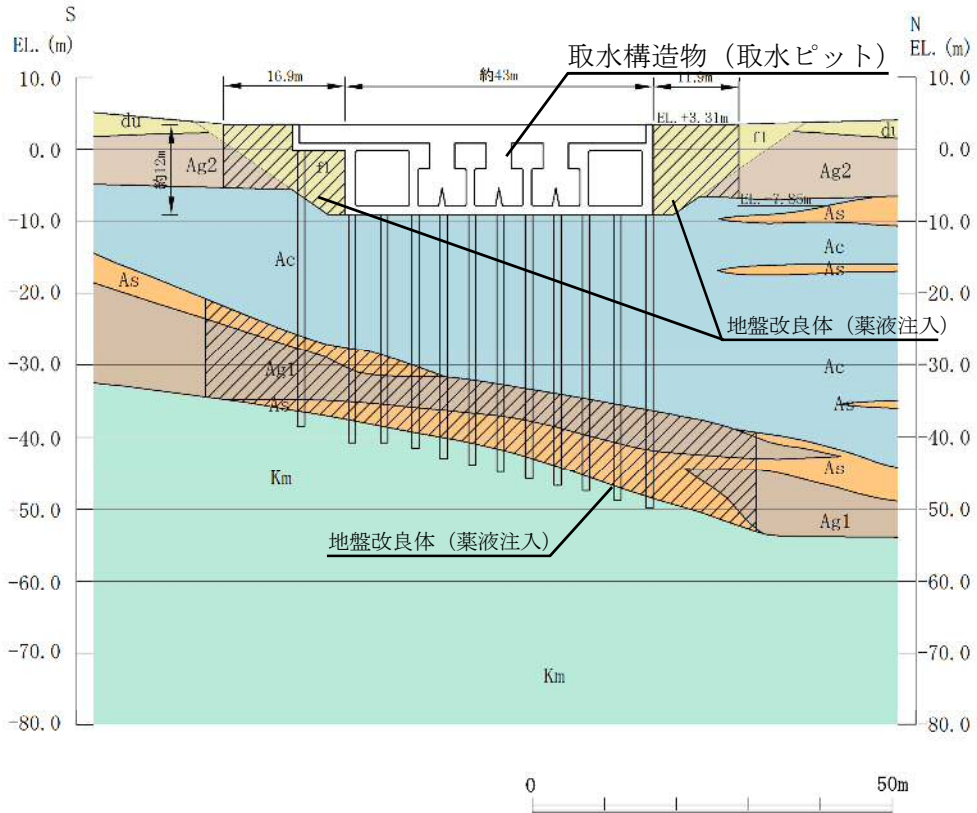 S
EL. (m)
N
EL. (m)
取水構造物（取水ピット）
16.9m
約43m
11.9m
10.0
0.0
-10.0
-20.0
-30.0
-40.0
-50.0
-60.0
-70.0
-80.0
10.0
0.0
-10.0
-20.0
-30.0
-40.0
-50.0
-60.0
-70.0
-80.0
EL.+3.31m
du
fl
fl
du
約12m
Ag2
Ag2
EL.-7.85m
As
Ac
Ac
As
As
地盤改良体（薬液注入）
Ag1
Ac
As
As
As
Km
Ag1
地盤改良体（薬液注入）
Km
0
50m